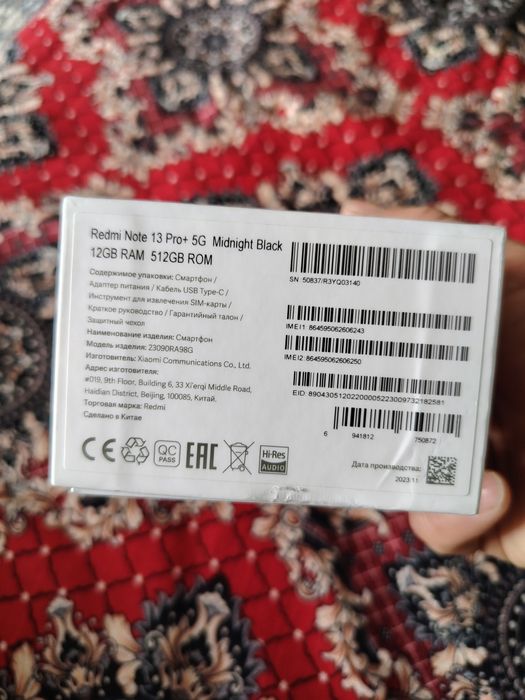 Redmi Note 13 Pro+ 5G Midnight Black
12GB RAM 512GB ROM
Содержимое упаковки: Смартфон /
Адаптер питания / Кабель USB Type-C /
Инструмент для извлечения SIM-карты /
Краткое руководство / Гарантийный талон /
Защитный чехол
Наименование изделия: Смартфон
Модель изделия: 23090RA98G
Изготовитель: Xiaomi Communications Co., Ltd.
Адрес изготовителя:
#019, 9th Floor, Building 6, 33 Xi'erqi Middle Road,
Haidian District, Beijing, 100085, Китай.
Торговая марка: Redmi
Сделано в Китае
SN: 50837/R3YQ03140
IMEI1: 864595062606243
IMEI2: 864595062606250
EID: 89043051202200005223009732182581
6 941812 750872
CE
QC
PASS
EAC
Hi-Res
AUDIO
Дата производства:
2023.11